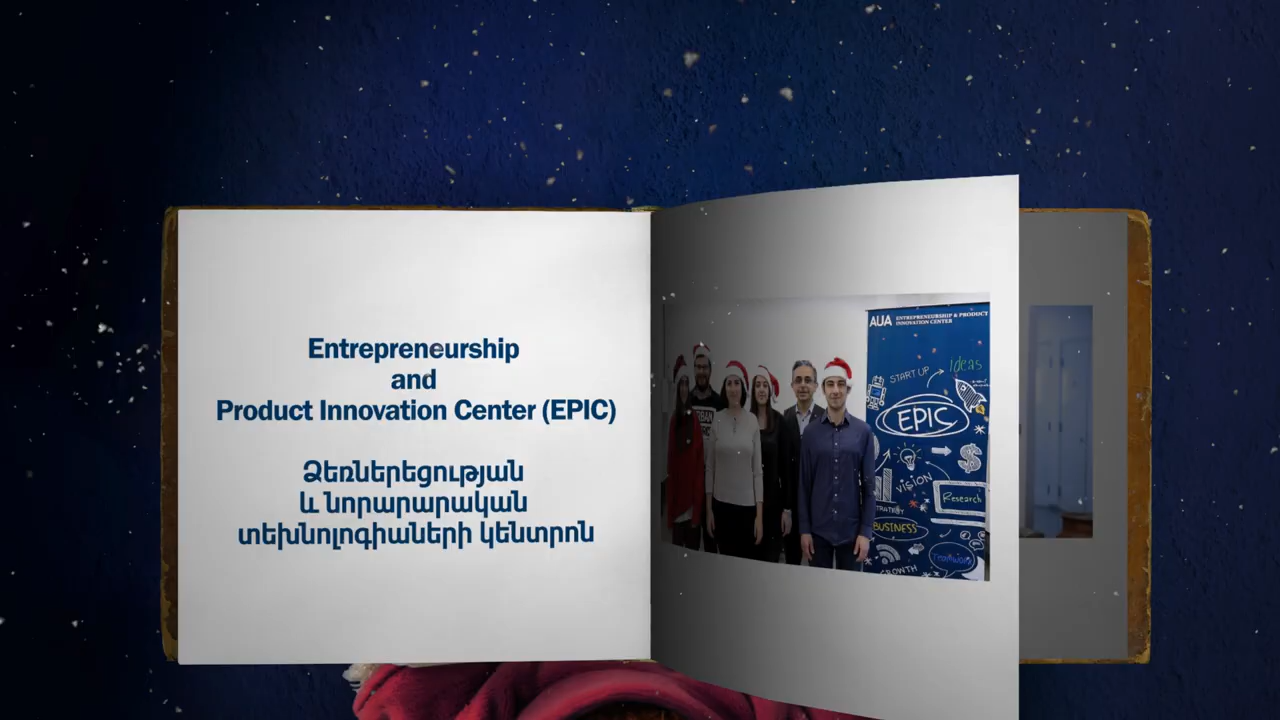 Entrepreneurship
and
Product Innovation Center (EPIC)
Ձեռներեցության
և նորարարական
տեխնոլոգիաների կենտրոն
AUA ENTREPRENEURSHIP & PRODUCT
INNOVATION CENTER
START UP
ideas
EPIC
$
VISION
Research
BUSINESS
Teamwork
GROWTH